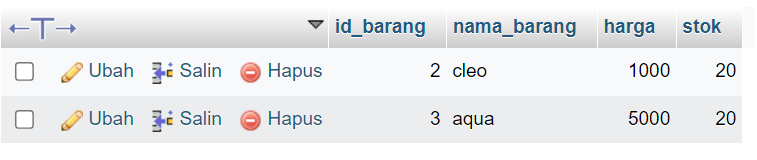 ←T→ id_barang nama_barang harga stok
Ubah Salin Hapus 2 cleo 1000 20
Ubah Salin Hapus 3 aqua 5000 20